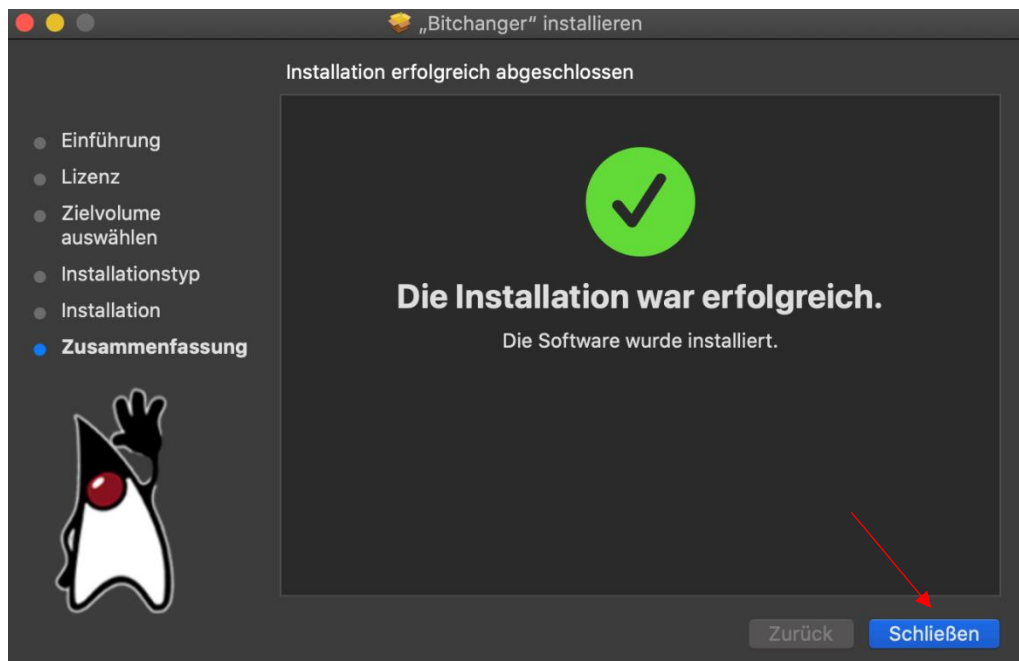 „Bitchanger“ installieren
Installation erfolgreich abgeschlossen
Einführung
Lizenz
Zielvolume
auswählen
Installationstyp
Installation
Zusammenfassung
Die Installation war erfolgreich.
Die Software wurde installiert.
Zurück
Schließen